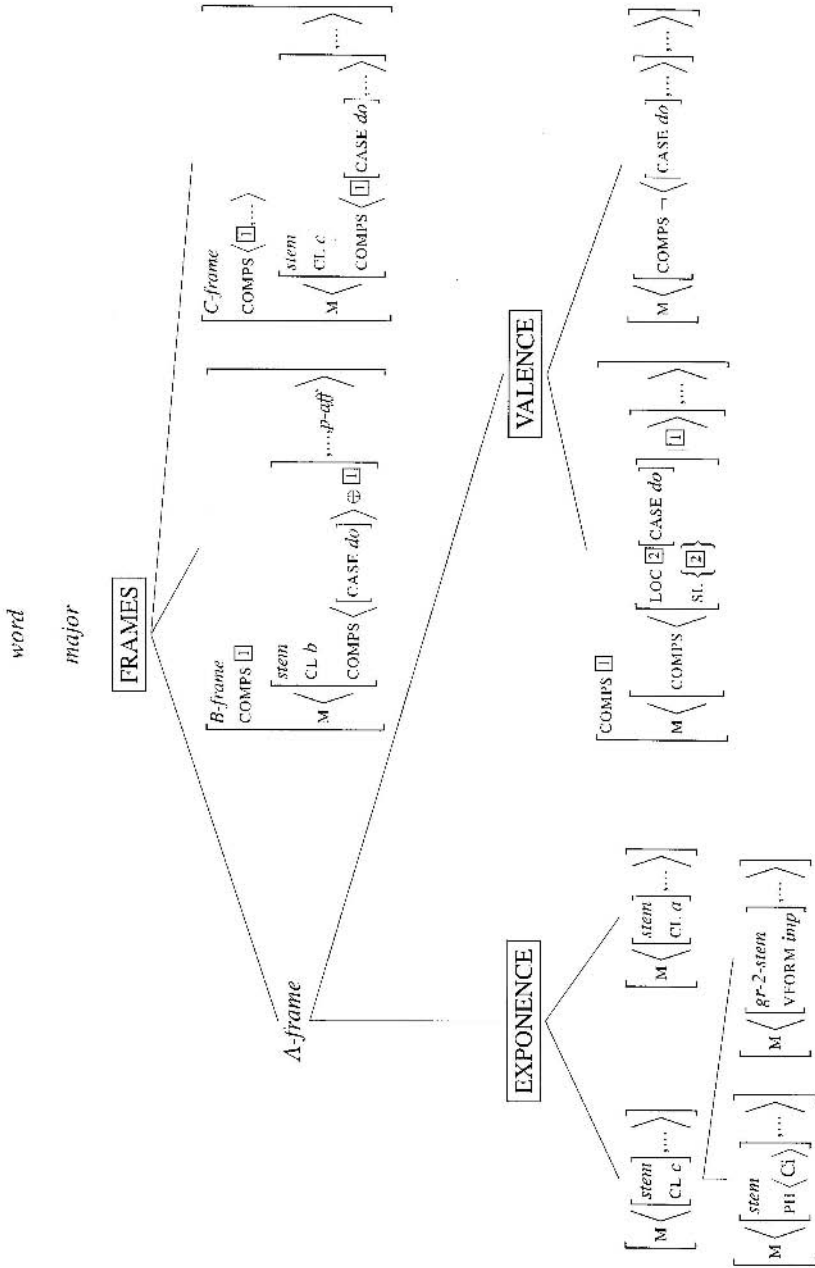 word
major
FRAMES
A-frame
B-frame
COMPS [1]
M < [stem
CL b
COMPS < [CASE do] > ⊕ [1] ] ,...,p-aff >
C-frame
COMPS < [1],... >
M < [stem
CL c
COMPS < [1] [CASE do],... > ] ,... >
EXPONENCE
VALENCE
[M < [stem
CL c] ,... >]
[M < [stem
CL a] ,... >]
[M < [stem
PH < Ci >] ,... >]
[M < [gr-2-stem
VFORM imp] ,... >]
COMPS [1]
M < [COMPS < [LOC [2] [CASE do]
SL { [2] } ] | [1] > ] ,... >
[M < [COMPS ¬ < [CASE do] ,... > ] ,... >]